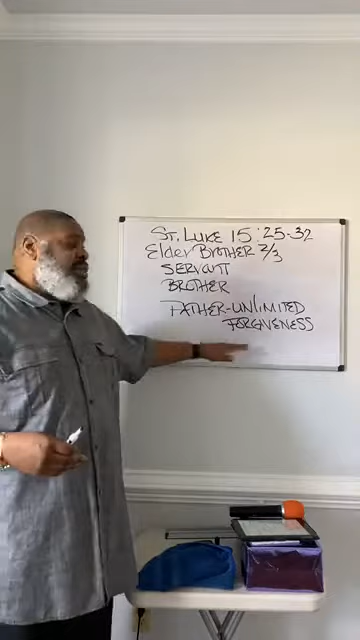 ST. LUKE 15:25-32
Elder Brother 2/3
SERVANT
BROTHER
FATHER-UNLIMITED
FORGIVENESS